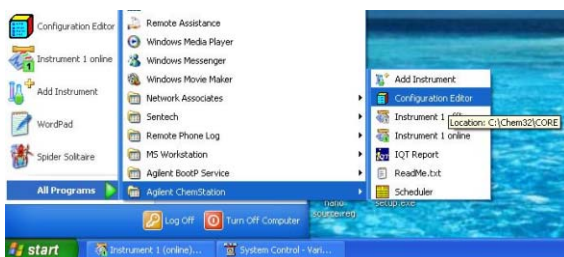 Configuration Editor
Instrument 1 online
Add Instrument
WordPad
Spider Solitaire
All Programs
Remote Assistance
Windows Media Player
Windows Messenger
Windows Movie Maker
Network Associates
Sentech
Remote Phone Log
MS Workstation
Agilent BootP Service
Agilent ChemStation
Add Instrument
Configuration Editor
Instrument 1
Location: C:\Chem32\CORE
Instrument 1 online
IQT Report
ReadMe.txt
Scheduler
nano
sourcereg
setup.exe
Log Off
Turn Off Computer
start
Instrument 1 (online)...
System Control - Vari...